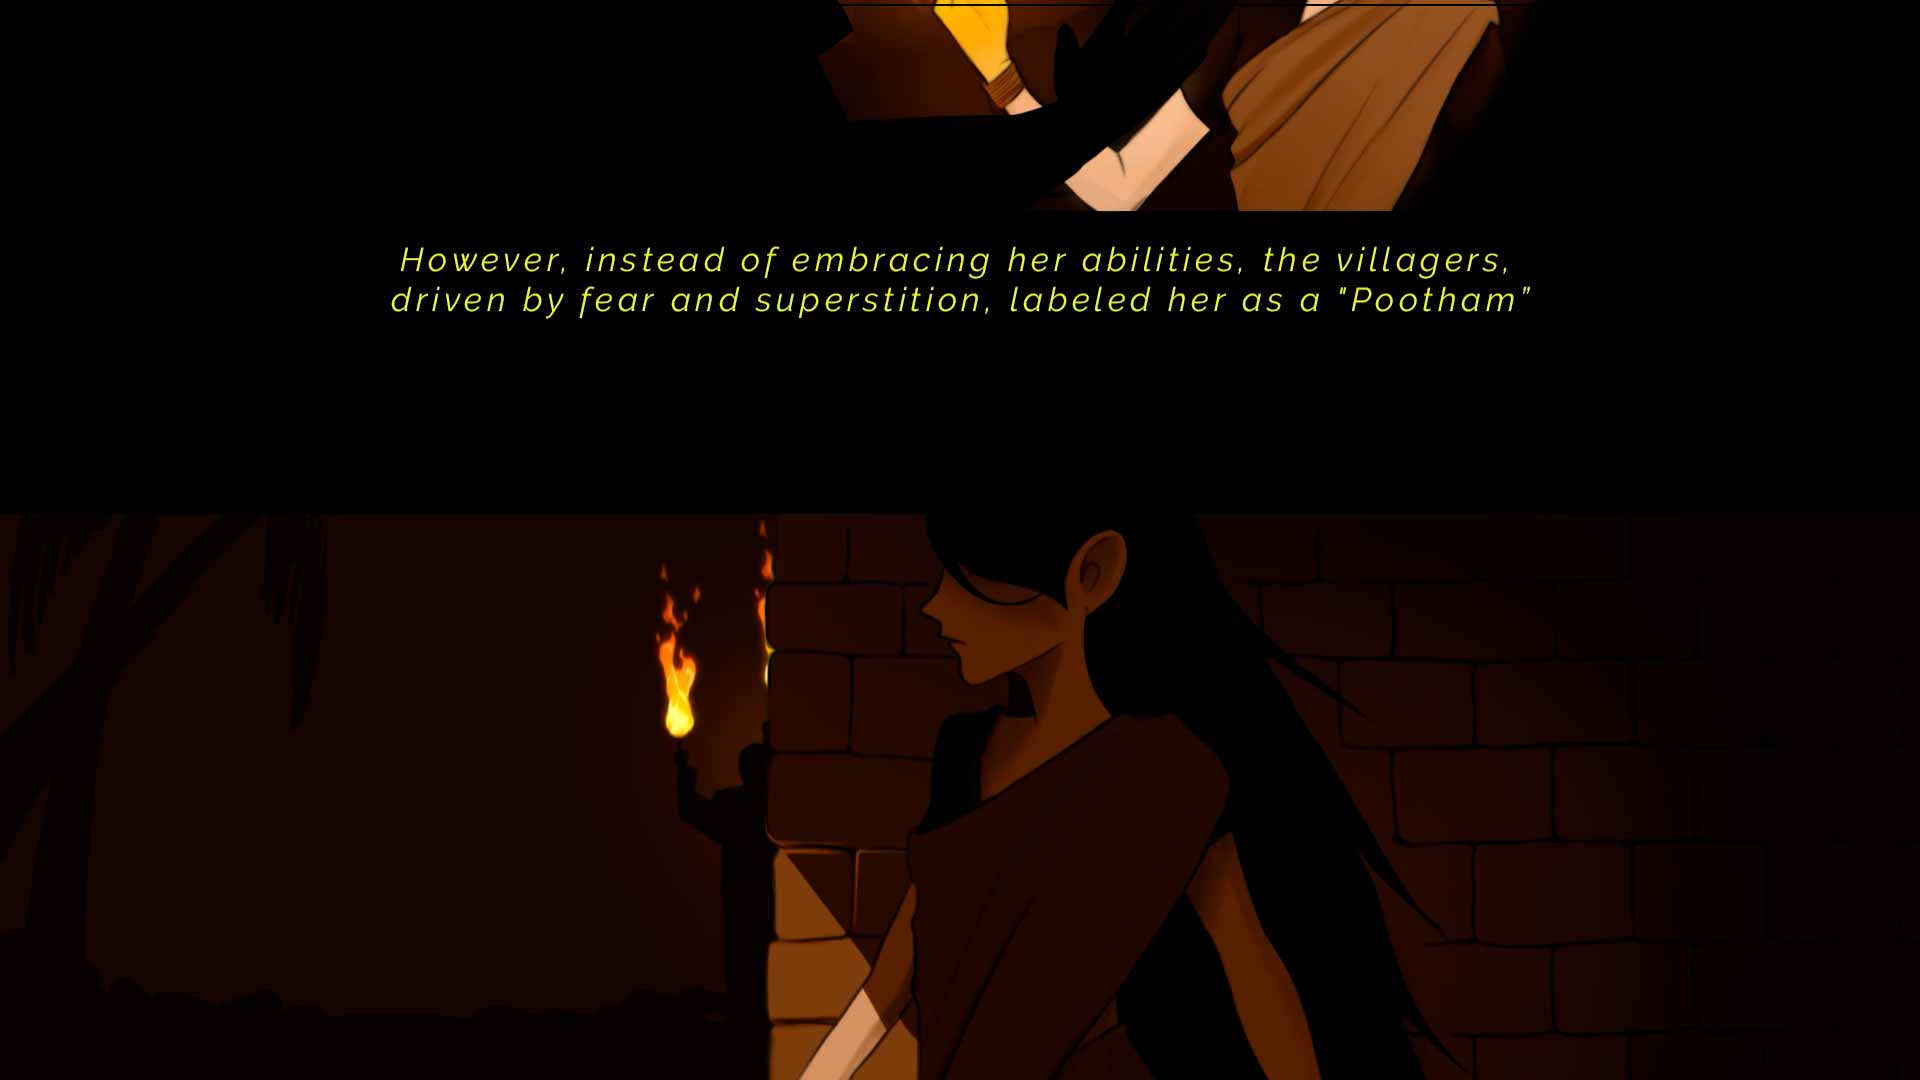 However, instead of embracing her abilities, the villagers,
driven by fear and superstition, labeled her as a "Pootham”